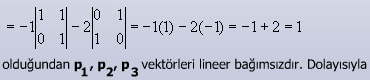 = -1|1 1; 0 1| - 2|0 1; 1 0| = -1(1) - 2(-1) = -1 + 2 = 1
olduğundan p₁, p₂, p₃ vektörleri lineer bağımsızdır. Dolayısıyla